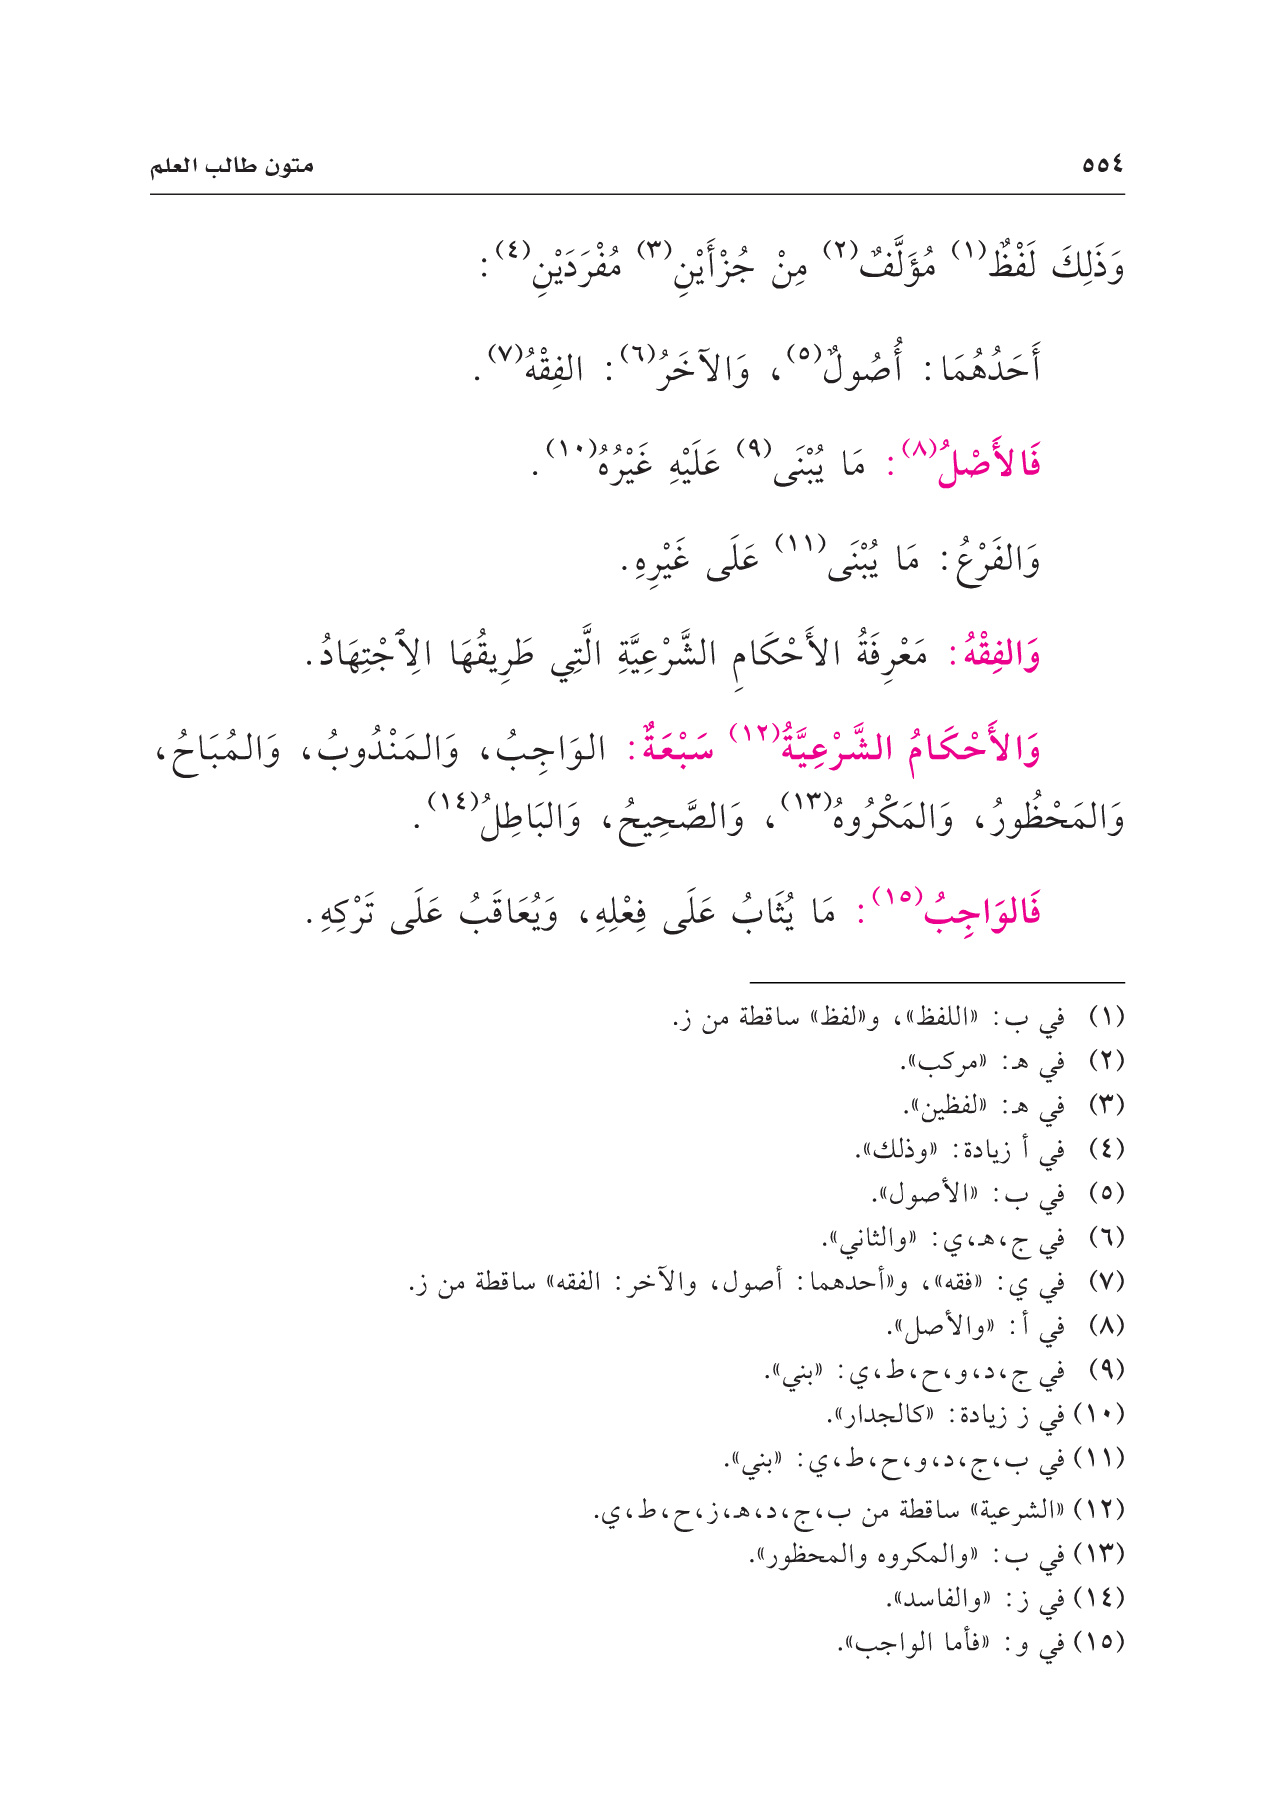 ٥٥٤ متون طالب العلم
وَذَلِكَ لَفْظٌ(١) مُؤَلَّفٌ(٢) مِنْ جُزْأَيْنِ(٣) مُفْرَدَيْنِ(٤):
أَحَدُهُمَا: أُصُولٌ(٥)، وَالآخَرُ(٦): الفِقْهُ(٧).
فَالأَصْلُ(٨): مَا يُبْنَى(٩) عَلَيْهِ غَيْرُهُ(١٠).
وَالفَرْعُ: مَا يُبْنَى(١١) عَلَى غَيْرِهِ.
وَالفِقْهُ: مَعْرِفَةُ الأَحْكَامِ الشَّرْعِيَّةِ الَّتِي طَرِيقُهَا الِٱجْتِهَادُ.
وَالأَحْكَامُ الشَّرْعِيَّةُ(١٢) سَبْعَةٌ: الوَاجِبُ، وَالمَنْدُوبُ، وَالمُبَاحُ،
وَالمَحْظُورُ، وَالمَكْرُوهُ(١٣)، وَالصَّحِيحُ، وَالبَاطِلُ(١٤).
فَالوَاجِبُ(١٥): مَا يُثَابُ عَلَى فِعْلِهِ، وَيُعَاقَبُ عَلَى تَرْكِهِ.
(١) في ب: «اللفظ»، و«لفظ» ساقطة من ز.
(٢) في هـ: «مركب».
(٣) في هـ: «لفظين».
(٤) في أ زيادة: «وذلك».
(٥) في ب: «الأصول».
(٦) في ج، هـ، ي: «والثاني».
(٧) في ي: «فقه»، و«أحدهما: أصول، والآخر: الفقه» ساقطة من ز.
(٨) في أ: «والأصل».
(٩) في ج، د، و، ح، ط، ي: «بني».
(١٠) في ز زيادة: «كالجدار».
(١١) في ب، ج، د، و، ح، ط، ي: «بني».
(١٢) «الشرعية» ساقطة من ب، ج، د، هـ، ز، ح، ط، ي.
(١٣) في ب: «والمكروه والمحظور».
(١٤) في ز: «والفاسد».
(١٥) في و: «فأما الواجب».